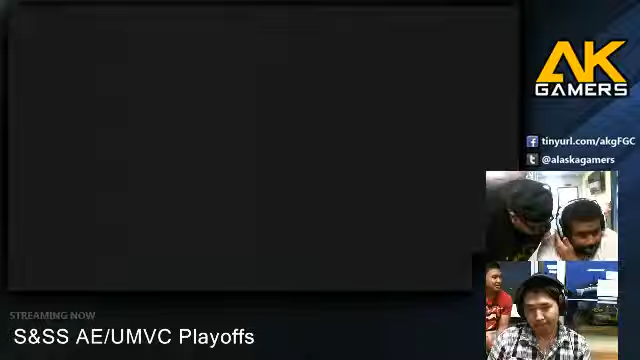 AK
GAMERS
tinyurl.com/akgFGC
@alaskagamers
STREAMING NOW
S&SS AE/UMVC Playoffs